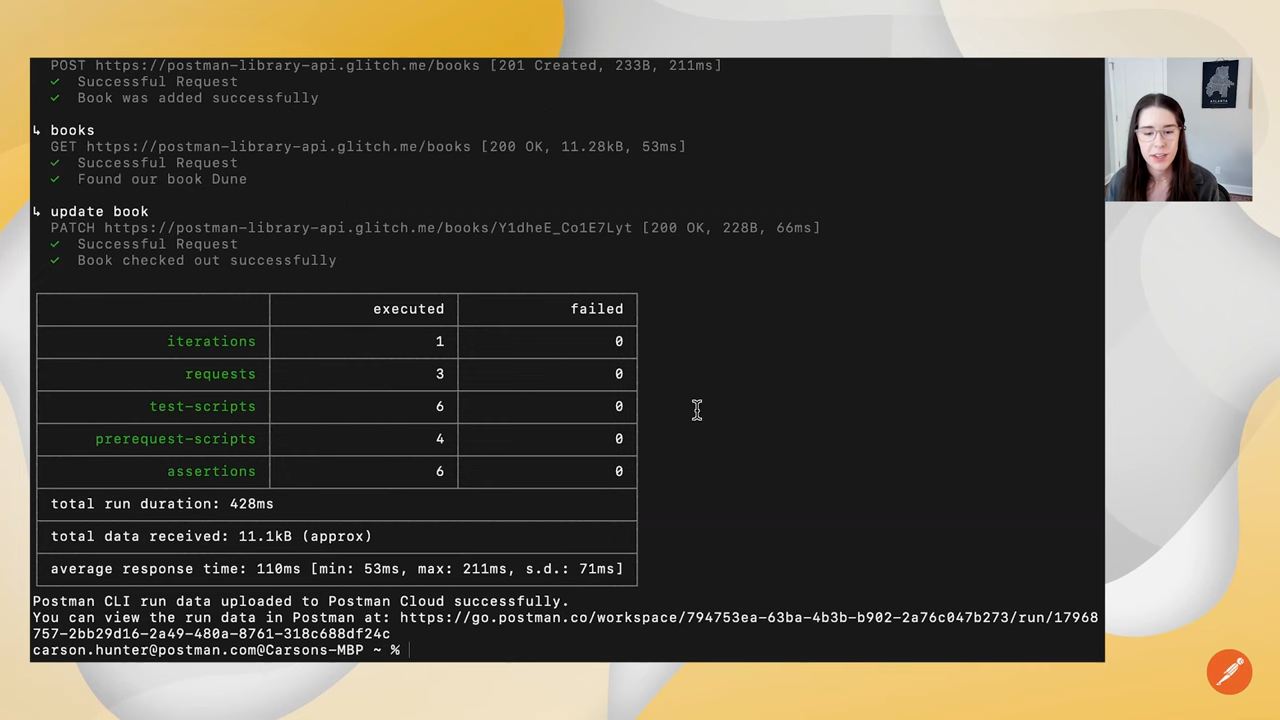 POST https://postman-library-api.glitch.me/books [201 Created, 233B, 211ms]
✓ Successful Request
✓ Book was added successfully
↳ books
GET https://postman-library-api.glitch.me/books [200 OK, 11.28kB, 53ms]
✓ Successful Request
✓ Found our book Dune
↳ update book
PATCH https://postman-library-api.glitch.me/books/Y1dheE_Co1E7Lyt [200 OK, 228B, 66ms]
✓ Successful Request
✓ Book checked out successfully
executed failed
iterations 1 0
requests 3 0
test-scripts 6 0
prerequest-scripts 4 0
assertions 6 0
total run duration: 428ms
total data received: 11.1kB (approx)
average response time: 110ms [min: 53ms, max: 211ms, s.d.: 71ms]
Postman CLI run data uploaded to Postman Cloud successfully.
You can view the run data in Postman at: https://go.postman.co/workspace/794753ea-63ba-4b3b-b902-2a76c047b273/run/17968
757-2bb29d16-2a49-480a-8761-318c688df24c
carson.hunter@postman.com@Carsons-MBP ~ %
ATLANTA